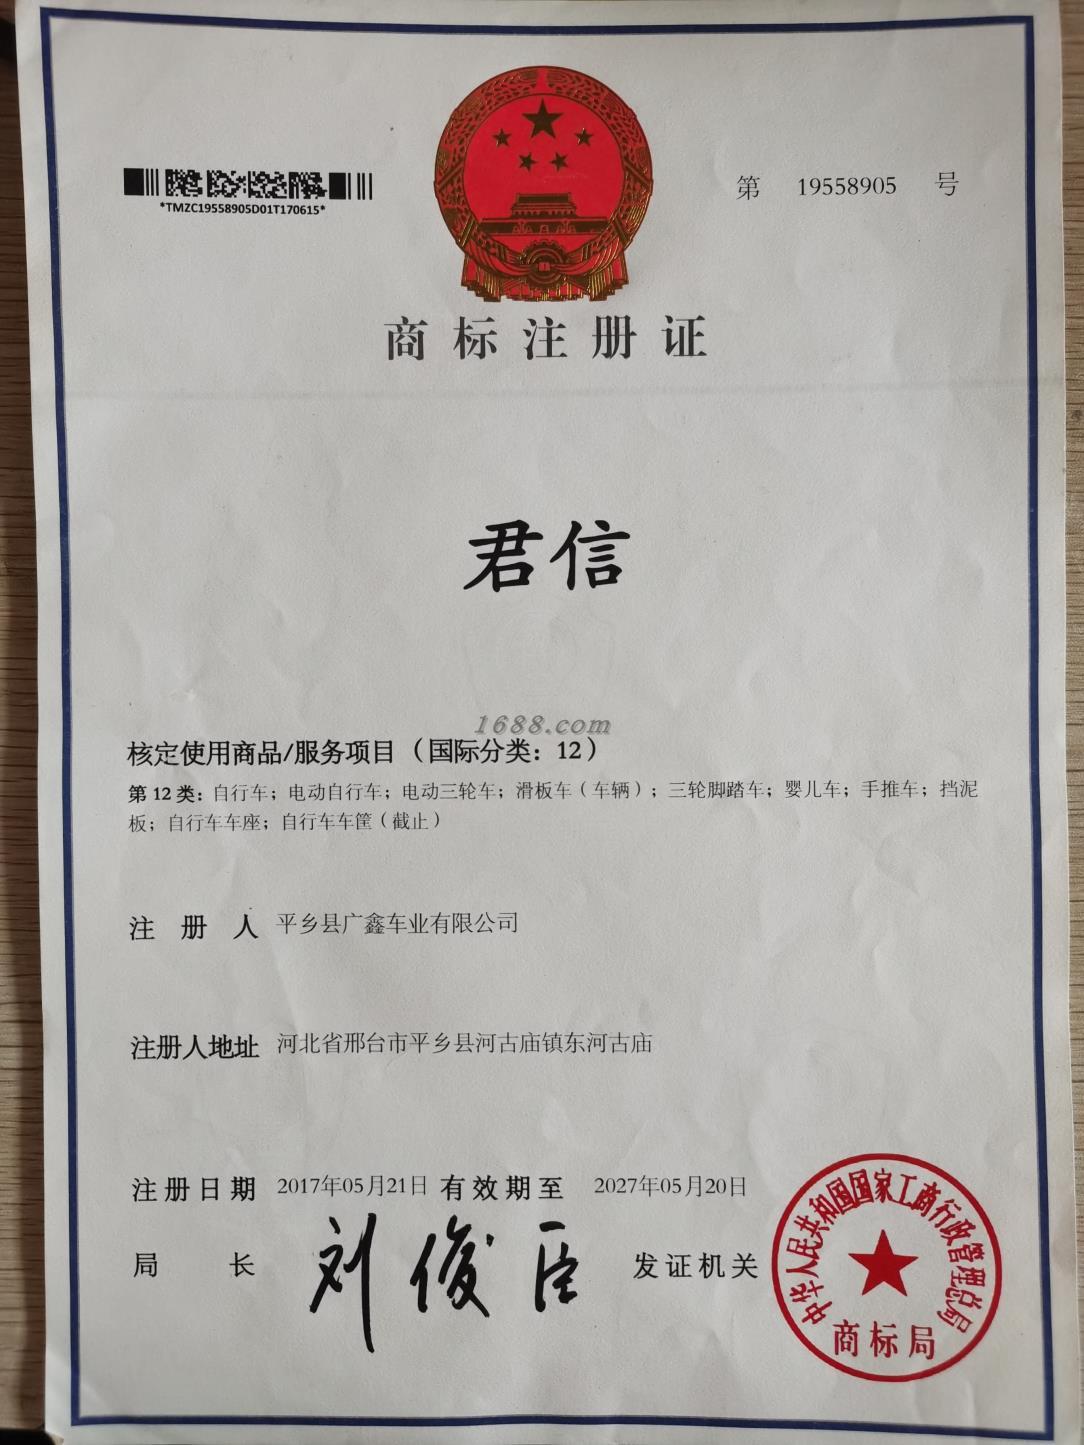 *TMZC19558905D01T170615*
第 19558905 号
商标注册证
君信
1688.com
核定使用商品/服务项目（国际分类：12）
第 12 类：自行车；电动自行车；电动三轮车；滑板车（车辆）；三轮脚踏车；婴儿车；手推车；挡泥
板；自行车车座；自行车车筐（截止）
注册人 平乡县广鑫车业有限公司
注册人地址 河北省邢台市平乡县河古庙镇东河古庙
注册日期 2017年05月21日 有效期至 2027年05月20日
局长 刘俊臣 发证机关
中华人民共和国国家工商行政管理总局
商标局